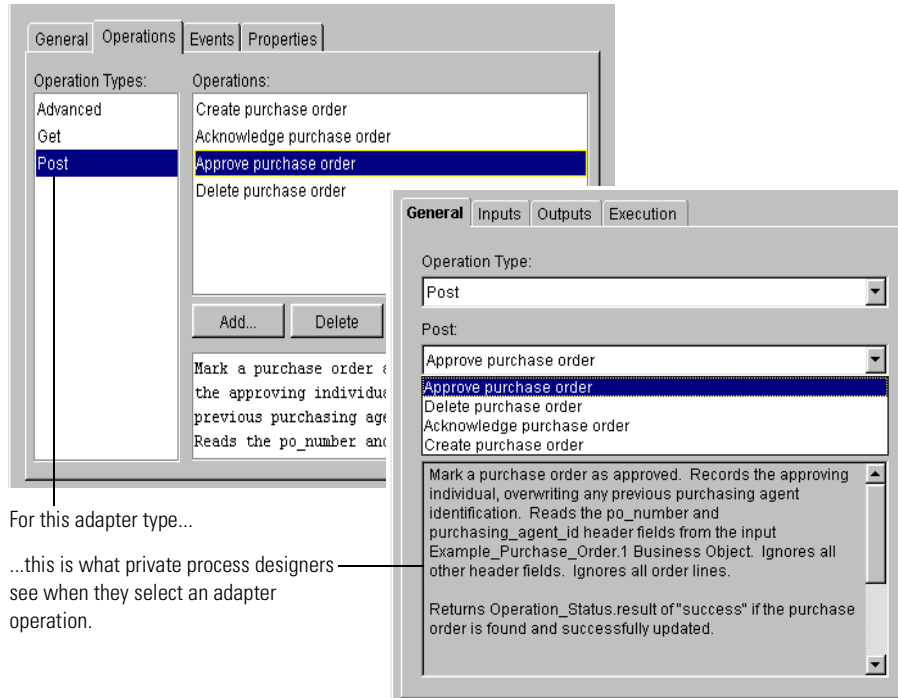 General Operations Events Properties
Operation Types:
Operations:
Advanced
Get
Post
Create purchase order
Acknowledge purchase order
Approve purchase order
Delete purchase order
Add... Delete
Mark a purchase order
the approving
previous purchasing
Reads the po_number
General Inputs Outputs Execution
Operation Type:
Post
Post:
Approve purchase order
Approve purchase order
Delete purchase order
Acknowledge purchase order
Create purchase order
Mark a purchase order as approved. Records the approving
individual, overwriting any previous purchasing agent
identification. Reads the po_number and
purchasing_agent_id header fields from the input
Example_Purchase_Order.1 Business Object. Ignores all
other header fields. Ignores all order lines.
Returns Operation_Status.result of "success" if the purchase
order is found and successfully updated.
For this adapter type...
...this is what private process designers
see when they select an adapter
operation.